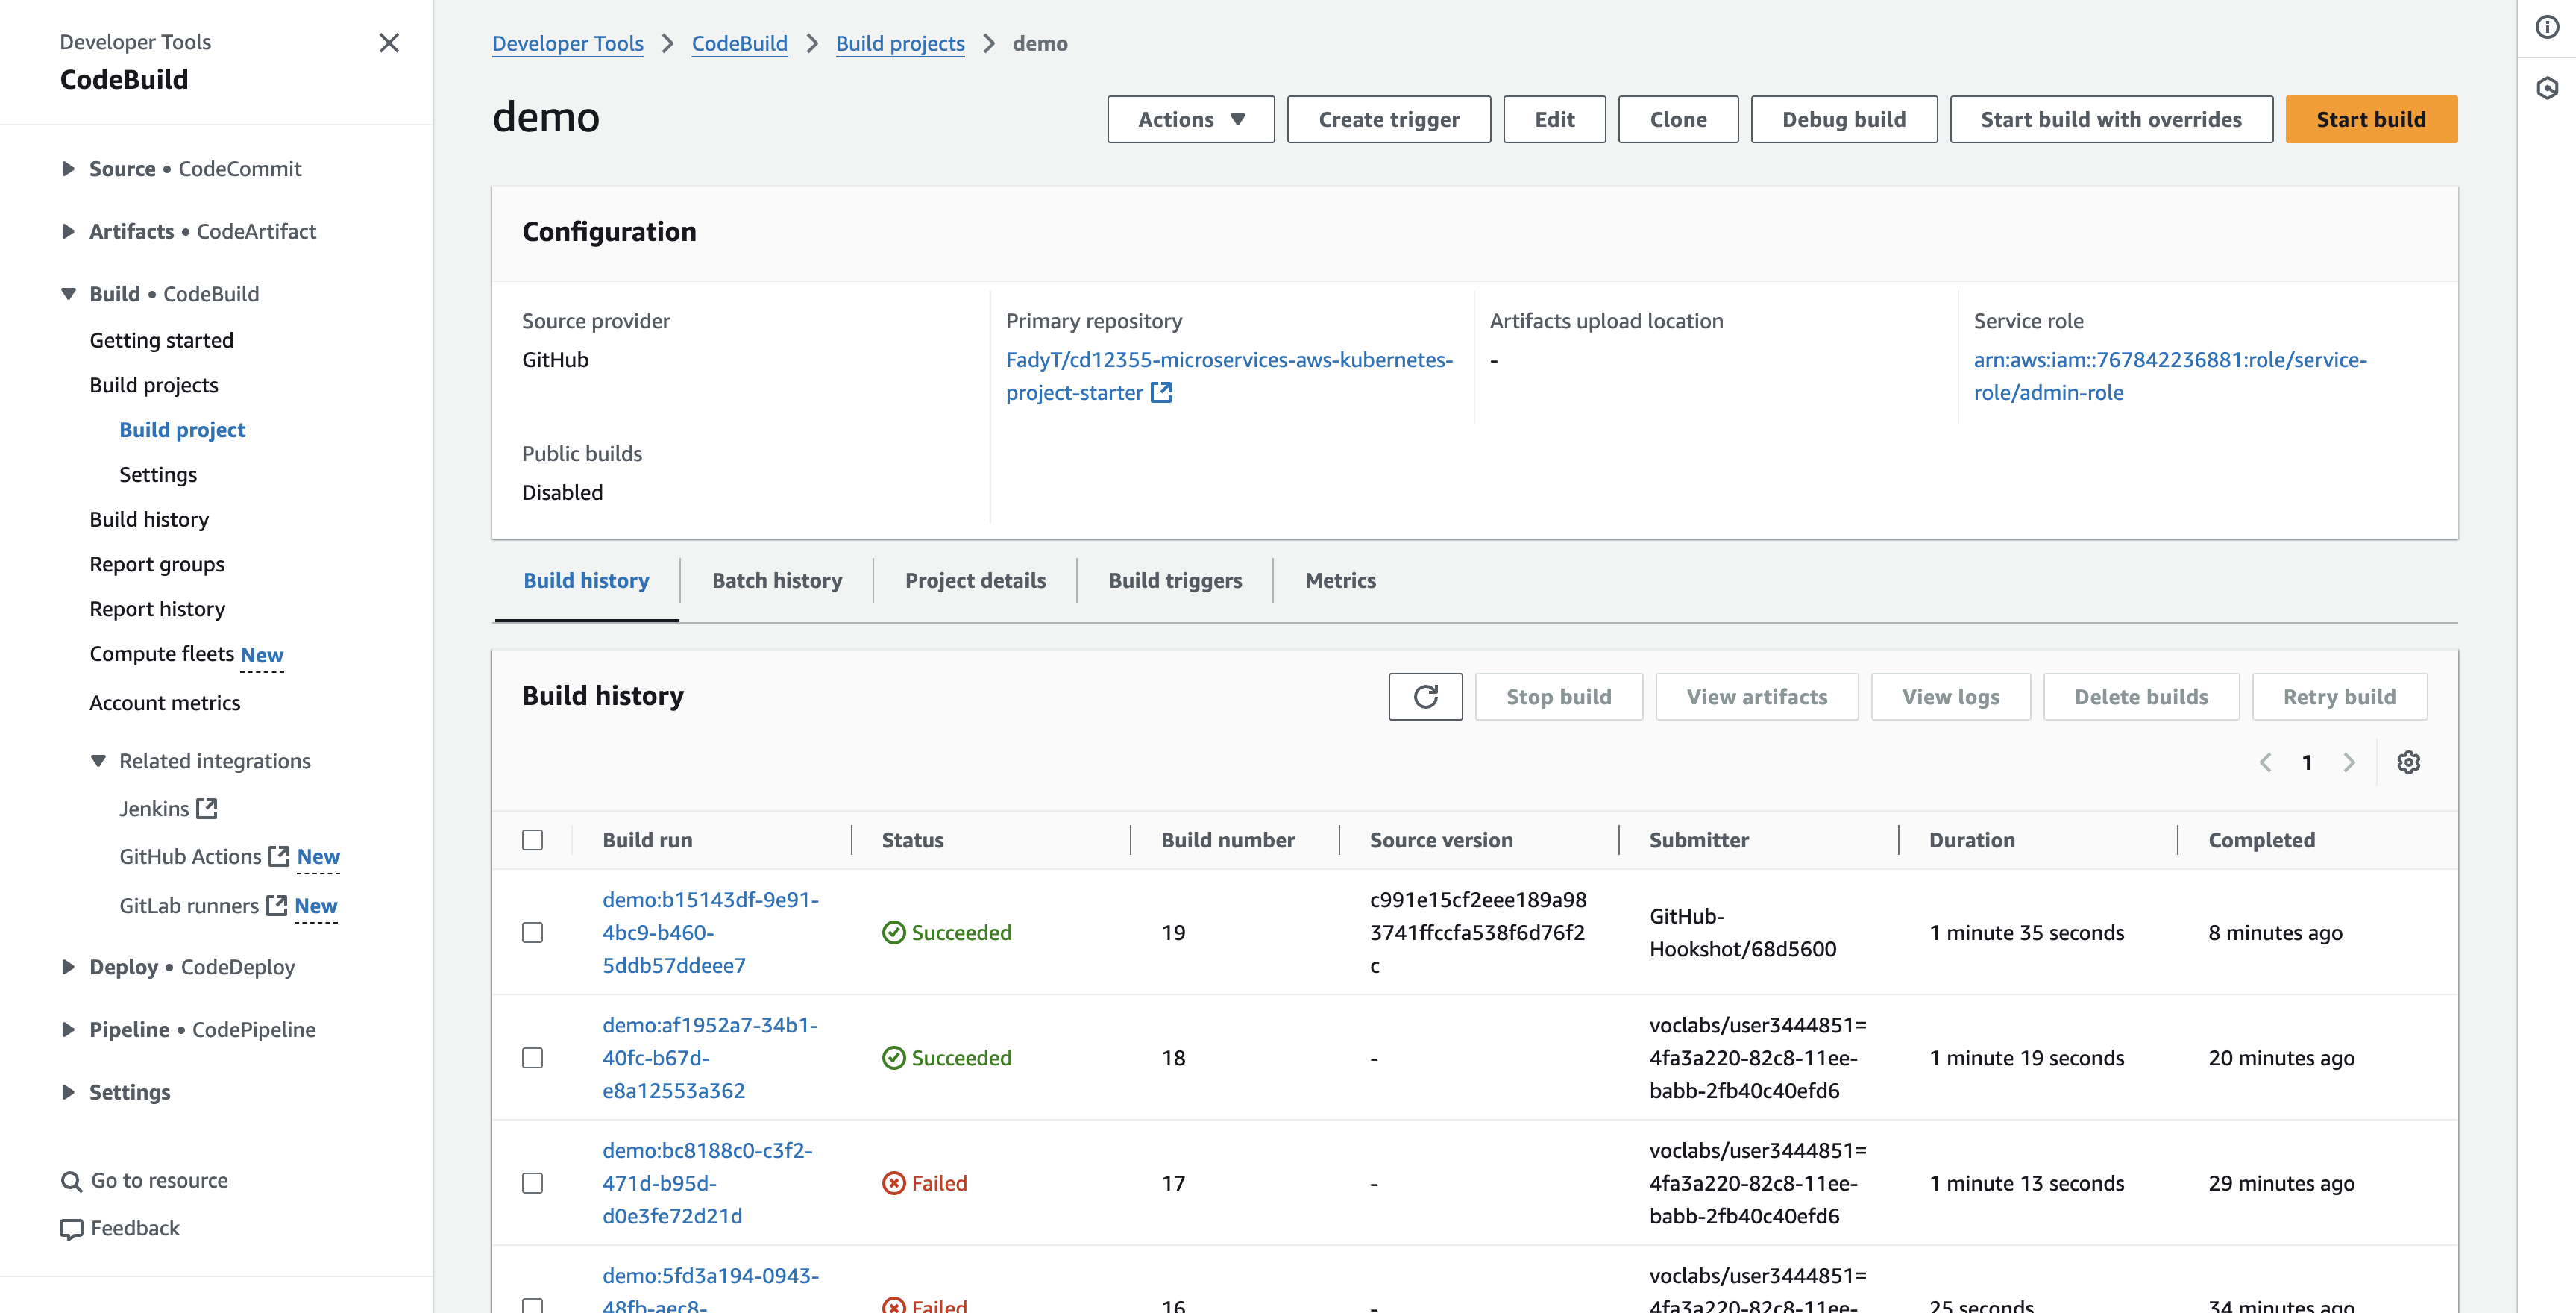 Developer Tools
CodeBuild
Source • CodeCommit
Artifacts • CodeArtifact
Build • CodeBuild
Getting started
Build projects
Build project
Settings
Build history
Report groups
Report history
Compute fleets New
Account metrics
Related integrations
Jenkins
GitHub Actions New
GitLab runners New
Deploy • CodeDeploy
Pipeline • CodePipeline
Settings
Go to resource
Feedback
Developer Tools > CodeBuild > Build projects > demo
demo
Actions Create trigger Edit Clone Debug build Start build with overrides Start build
Configuration
Source provider
GitHub
Primary repository
FadyT/cd12355-microservices-aws-kubernetes-
project-starter
Artifacts upload location
-
Service role
arn:aws:iam::767842236881:role/service-
role/admin-role
Public builds
Disabled
Build history Batch history Project details Build triggers Metrics
Build history
Stop build View artifacts View logs Delete builds Retry build
1
Build run Status Build number Source version Submitter Duration Completed
demo:b15143df-9e91-
4bc9-b460-
5ddb57ddeee7
Succeeded
19
c991e15cf2eee189a98
3741ffccfa538f6d76f2
c
GitHub-
Hookshot/68d5600
1 minute 35 seconds
8 minutes ago
demo:af1952a7-34b1-
40fc-b67d-
e8a12553a362
Succeeded
18
-
voclabs/user3444851=
4fa3a220-82c8-11ee-
babb-2fb40c40efd6
1 minute 19 seconds
20 minutes ago
demo:bc8188c0-c3f2-
471d-b95d-
d0e3fe72d21d
Failed
17
-
voclabs/user3444851=
4fa3a220-82c8-11ee-
babb-2fb40c40efd6
1 minute 13 seconds
29 minutes ago
demo:5fd3a194-0943-
48fb-aec8-
Failed
16
-
voclabs/user3444851=
4fa3a220-82c8-11ee-
25 seconds
34 minutes ago